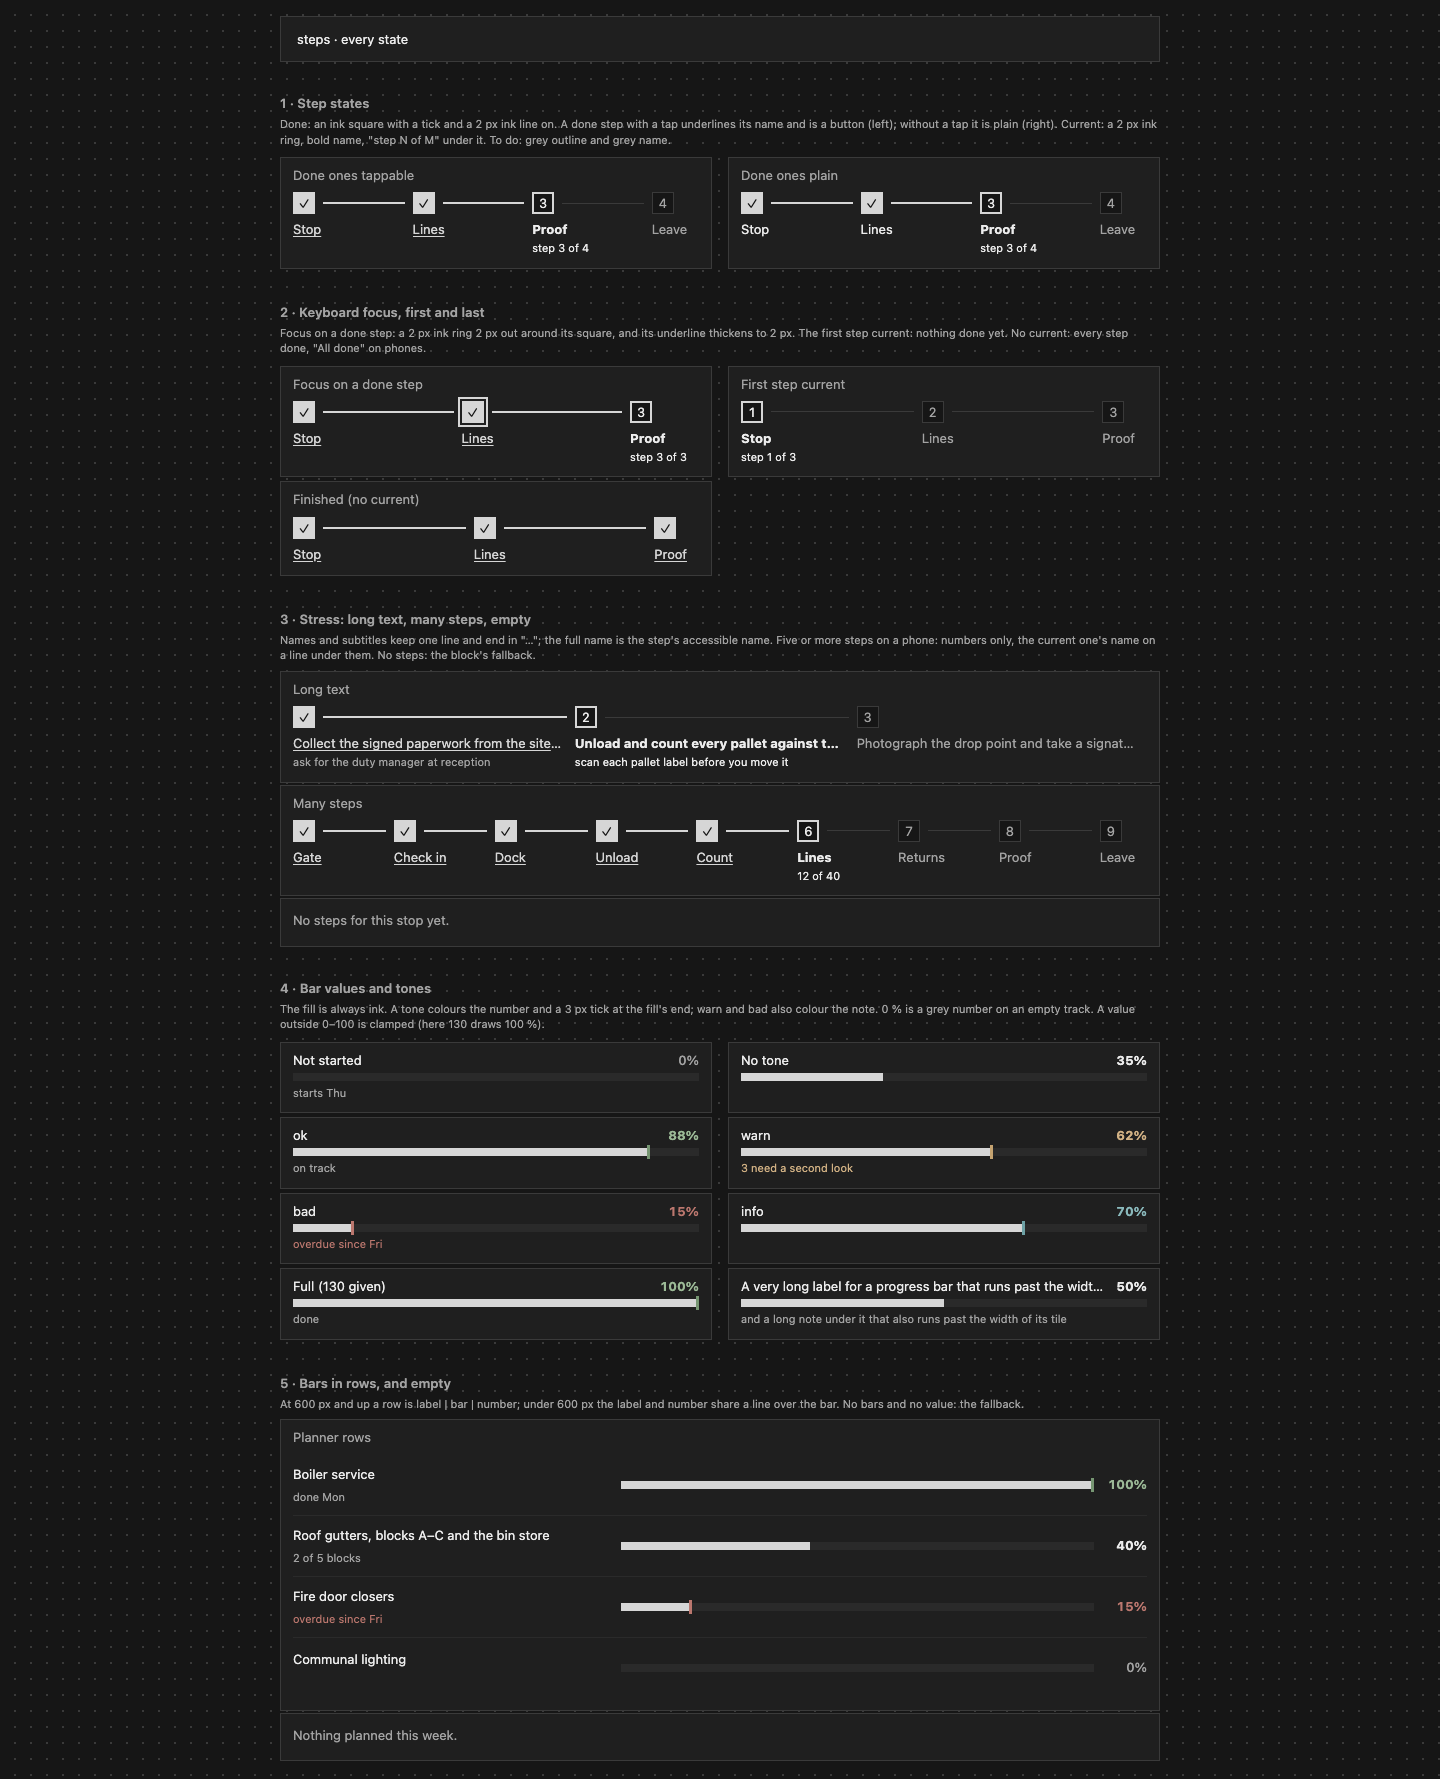 steps · every state
1 · Step states
Done: an ink square with a tick and a 2 px ink line on. A done step with a tap underlines its name and is a button (left); without a tap it is plain (right). Current: a 2 px ink
ring, bold name, "step N of M" under it. To do: grey outline and grey name.
Done ones tappable
3 4
Stop Lines Proof Leave
step 3 of 4
Done ones plain
3 4
Stop Lines Proof Leave
step 3 of 4
2 · Keyboard focus, first and last
Focus on a done step: a 2 px ink ring 2 px out around its square, and its underline thickens to 2 px. The first step current: nothing done yet. No current: every step
done, "All done" on phones.
Focus on a done step
3
Stop Lines Proof
step 3 of 3
First step current
1 2 3
Stop Lines Proof
step 1 of 3
Finished (no current)
Stop Lines Proof
3 · Stress: long text, many steps, empty
Names and subtitles keep one line and end in "…"; the full name is the step's accessible name. Five or more steps on a phone: numbers only, the current one's name on
a line under them. No steps: the block's fallback.
Long text
2 3
Collect the signed paperwork from the site… Unload and count every pallet against t… Photograph the drop point and take a signat…
ask for the duty manager at reception scan each pallet label before you move it
Many steps
6 7 8 9
Gate Check in Dock Unload Count Lines Returns Proof Leave
12 of 40
No steps for this stop yet.
4 · Bar values and tones
The fill is always ink. A tone colours the number and a 3 px tick at the fill's end; warn and bad also colour the note. 0 % is a grey number on an empty track. A value
outside 0–100 is clamped (here 130 draws 100 %).
Not started 0%
starts Thu
No tone 35%
ok 88%
on track
warn 62%
3 need a second look
bad 15%
overdue since Fri
info 70%
Full (130 given) 100%
done
A very long label for a progress bar that runs past the widt… 50%
and a long note under it that also runs past the width of its tile
5 · Bars in rows, and empty
At 600 px and up a row is label | bar | number; under 600 px the label and number share a line over the bar. No bars and no value: the fallback.
Planner rows
Boiler service 100%
done Mon
Roof gutters, blocks A–C and the bin store 40%
2 of 5 blocks
Fire door closers 15%
overdue since Fri
Communal lighting 0%
Nothing planned this week.